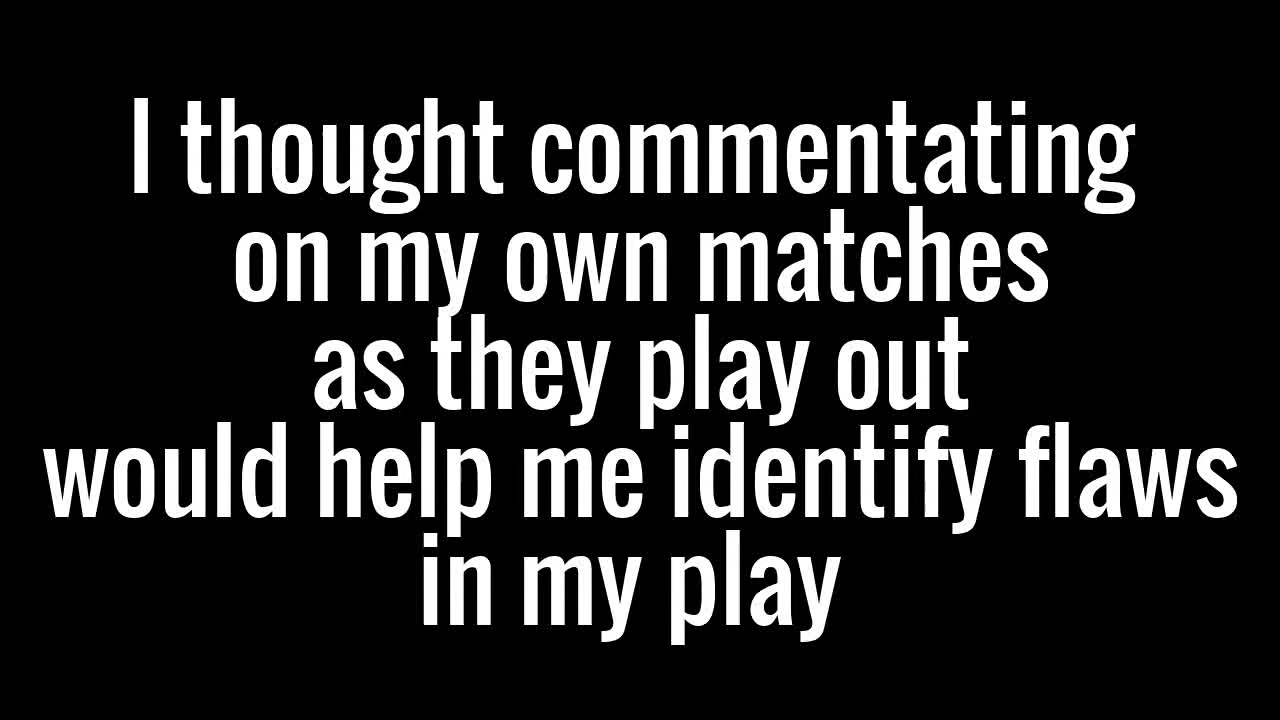 I thought commentating
on my own matches
as they play out
would help me identify flaws
in my play